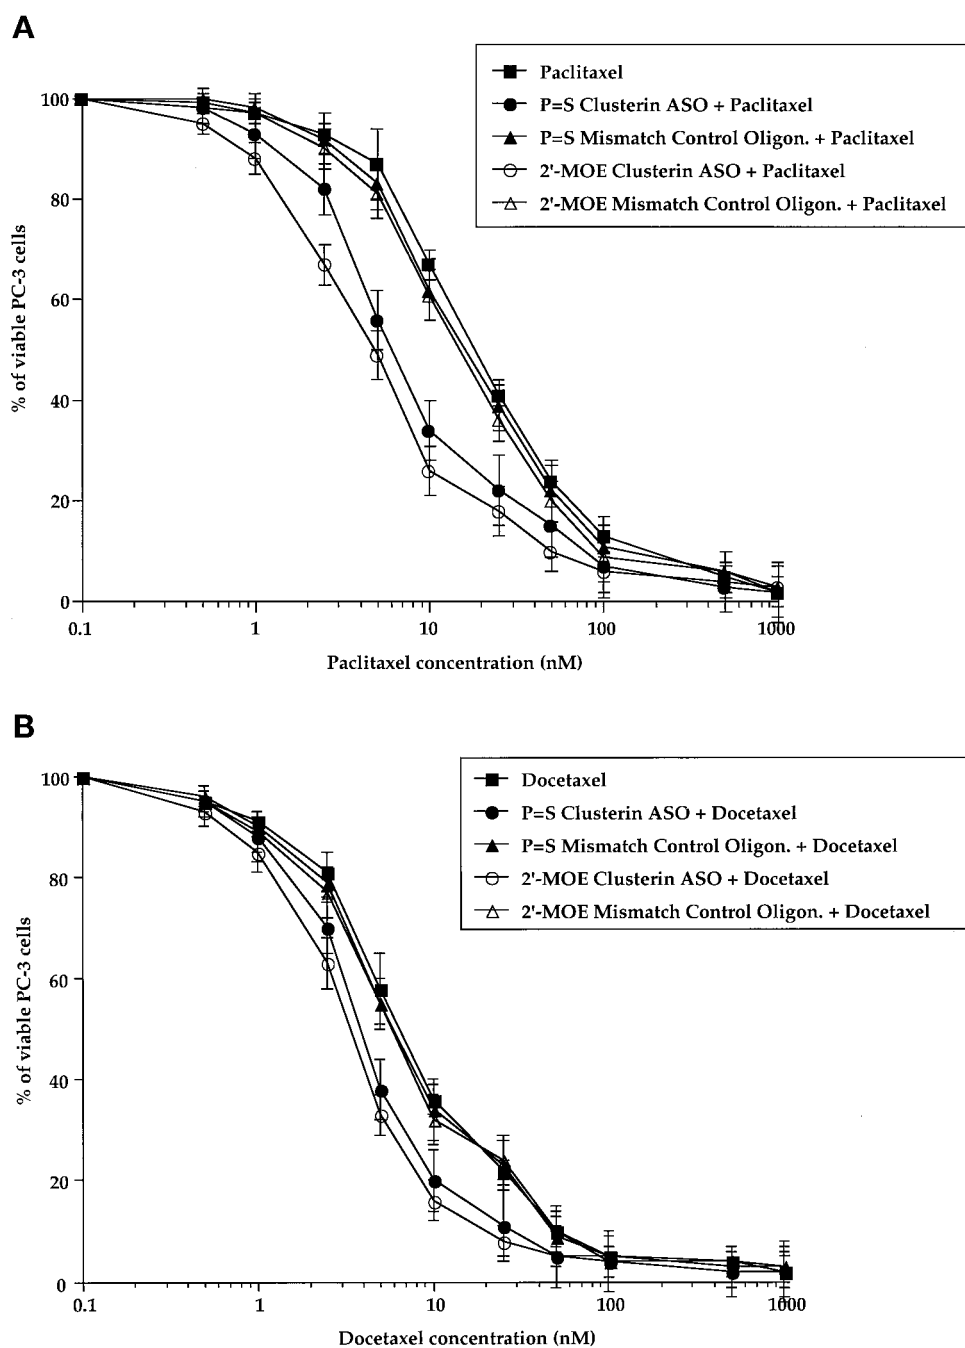 A
Paclitaxel
P=S Clusterin ASO + Paclitaxel
P=S Mismatch Control Oligon. + Paclitaxel
2'-MOE Clusterin ASO + Paclitaxel
2'-MOE Mismatch Control Oligon. + Paclitaxel
% of viable PC-3 cells
100
80
60
40
20
0
0.1 1 10 100 1000
Paclitaxel concentration (nM)
B
Docetaxel
P=S Clusterin ASO + Docetaxel
P=S Mismatch Control Oligon. + Docetaxel
2'-MOE Clusterin ASO + Docetaxel
2'-MOE Mismatch Control Oligon. + Docetaxel
% of viable PC-3 cells
100
80
60
40
20
0
0.1 1 10 100 1000
Docetaxel concentration (nM)